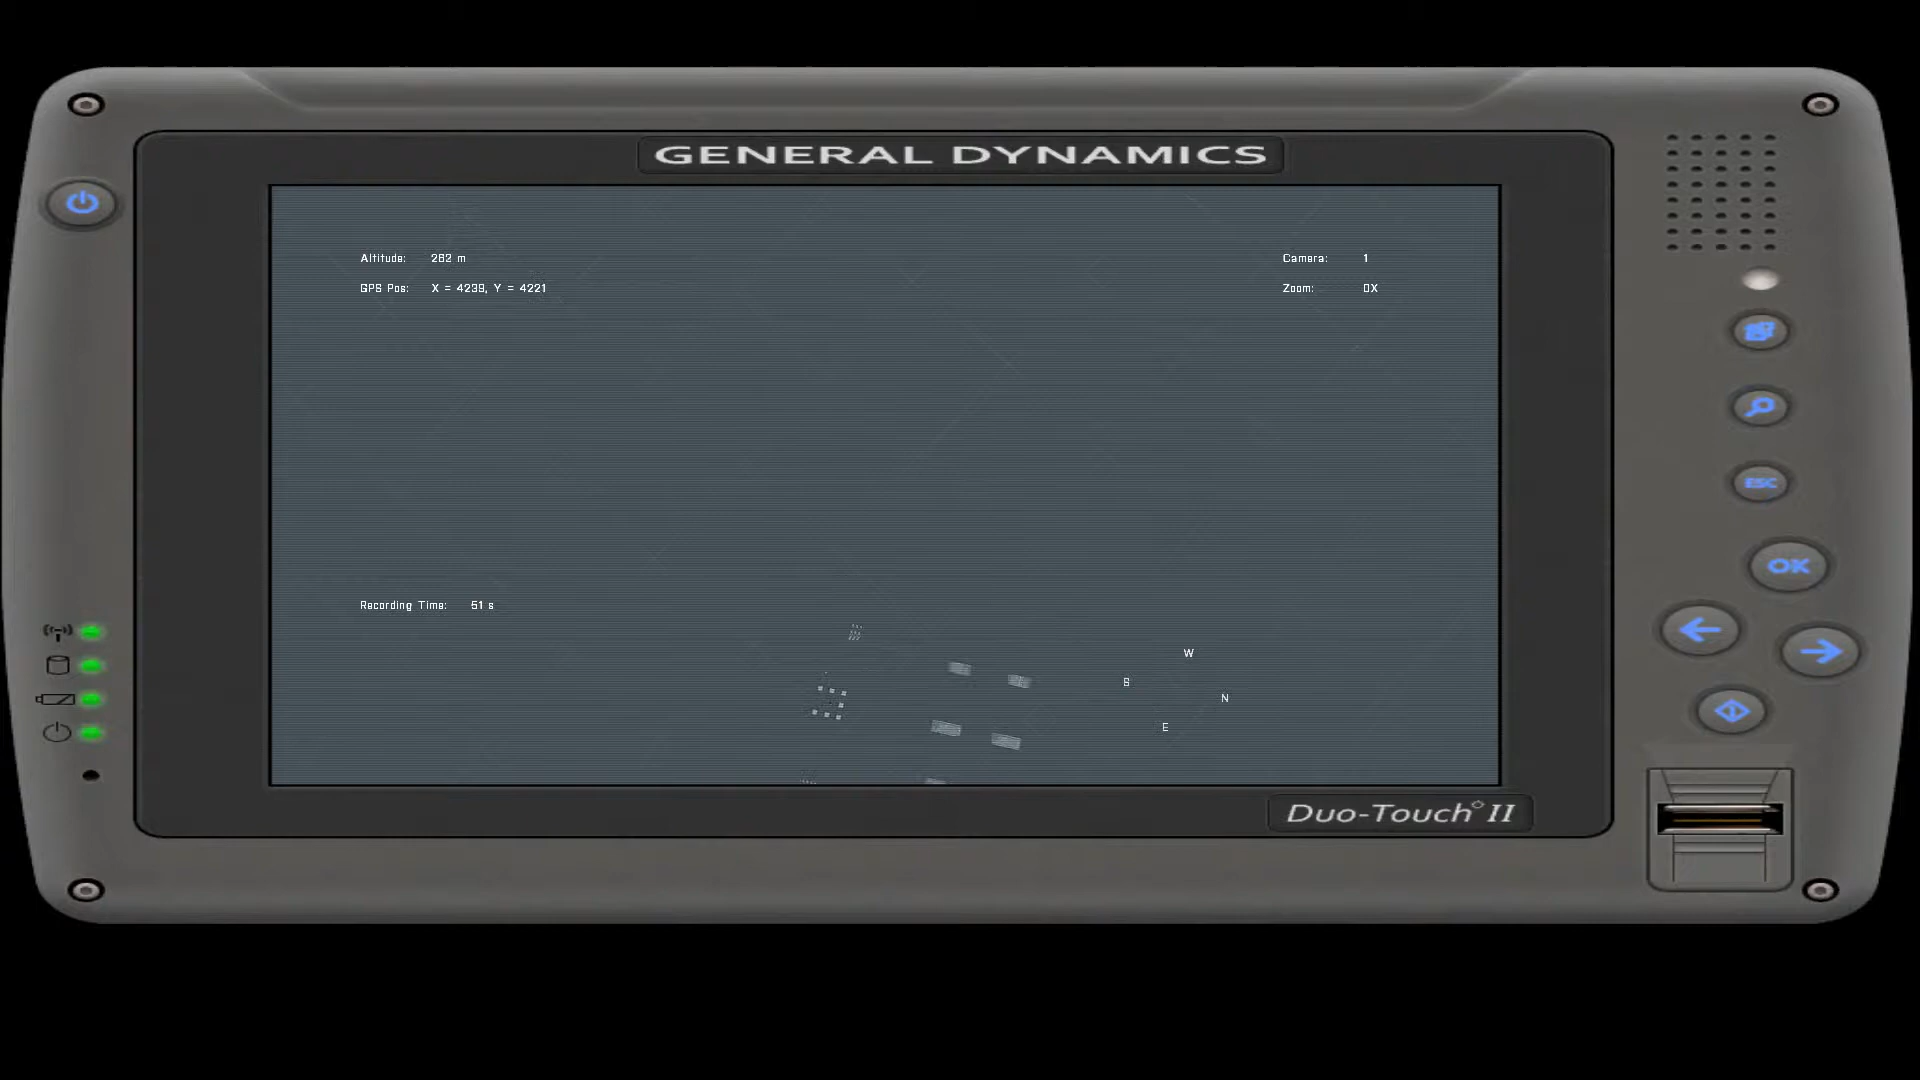 GENERAL DYNAMICS
Altitude: 262 m
Camera: 1
GPS Pos: X = 4239, Y = 4221
Zoom: 0X
ESC
OK
Recording Time: 51 s
W
S
N
E
Duo-Touch II